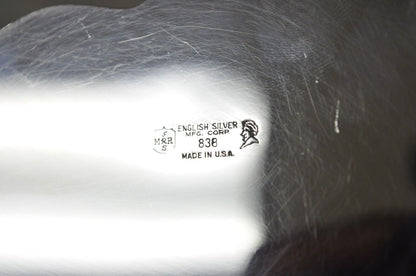 F
M&R
S
ENGLISH SILVER
MFG. CORP.
838
MADE IN U.S.A.